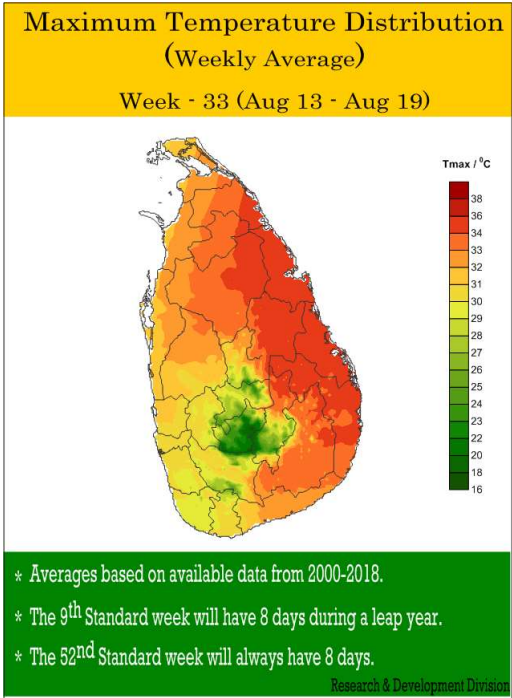 Maximum Temperature Distribution
(Weekly Average)
Week - 33 (Aug 13 - Aug 19)
Tmax / ⁰C
38
36
34
33
32
31
30
29
28
27
26
25
24
23
22
20
18
16
* Averages based on available data from 2000-2018.
* The 9th Standard week will have 8 days during a leap year.
* The 52nd Standard week will always have 8 days.
Research & Development Division